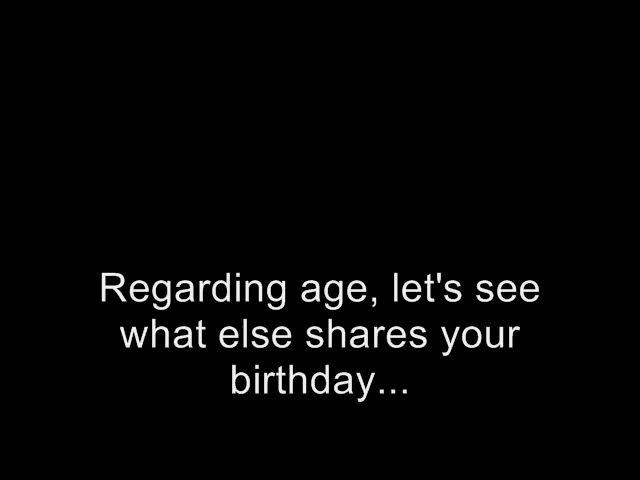 Regarding age, let's see
what else shares your
birthday...